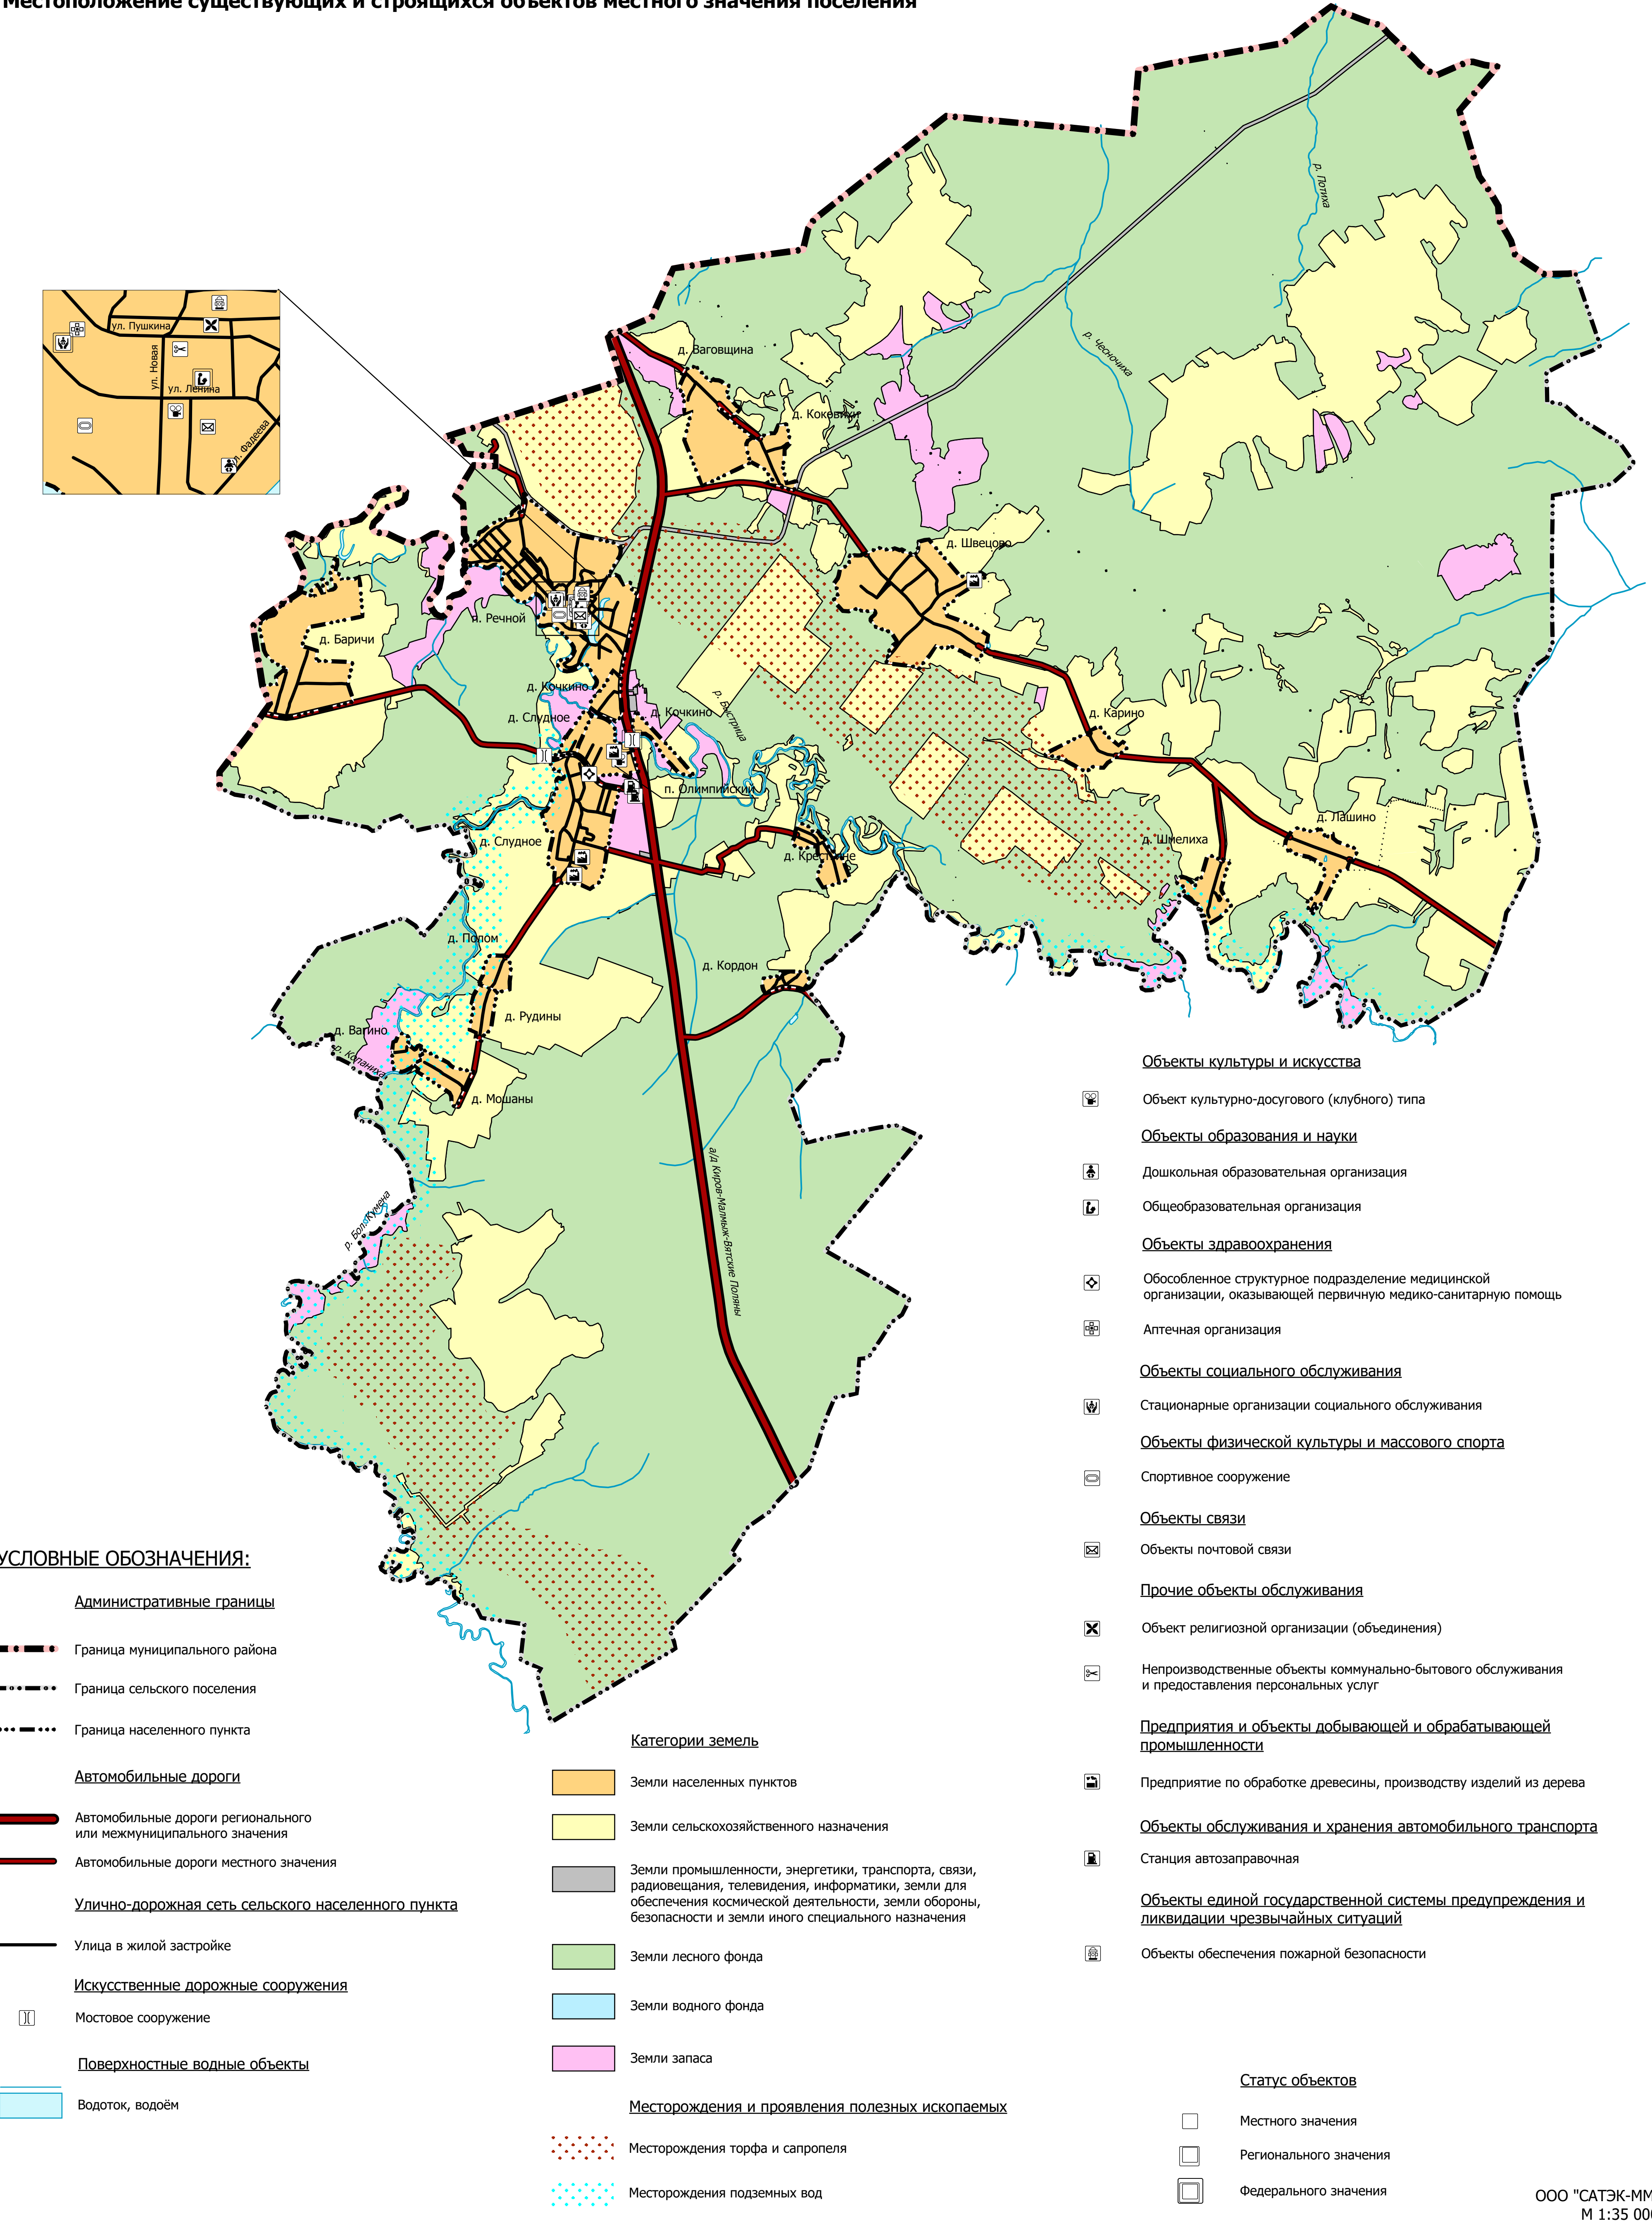 Местоположение существующих и строящихся объектов местного значения поселения
р. Потиха
р. Чесночиха
ул. Пушкина
ул. Новая
ул. Ленина
ул. Фадеева
д. Ваговщина
д. Коковихи
д. Швецово
п. Речной
д. Баричи
д. Кочкино
д. Слудное
д. Кочкино
р. Быстрица
д. Карино
п. Олимпийский
д. Лашино
д. Слудное
д. Шмелиха
д. Крестьяне
д. Полом
д. Кордон
д. Рудины
д. Вагино
р. Копаниха
д. Мошаны
а/д Киров-Малмыж-Вятские Поляны
р. Бол. Кумена
УСЛОВНЫЕ ОБОЗНАЧЕНИЯ:
Административные границы
Граница муниципального района
Граница сельского поселения
Граница населенного пункта
Автомобильные дороги
Автомобильные дороги регионального
или межмуниципального значения
Автомобильные дороги местного значения
Улично-дорожная сеть сельского населенного пункта
Улица в жилой застройке
Искусственные дорожные сооружения
Мостовое сооружение
Поверхностные водные объекты
Водоток, водоём
Категории земель
Земли населенных пунктов
Земли сельскохозяйственного назначения
Земли промышленности, энергетики, транспорта, связи,
радиовещания, телевидения, информатики, земли для
обеспечения космической деятельности, земли обороны,
безопасности и земли иного специального назначения
Земли лесного фонда
Земли водного фонда
Земли запаса
Месторождения и проявления полезных ископаемых
Месторождения торфа и сапропеля
Месторождения подземных вод
Объекты культуры и искусства
Объект культурно-досугового (клубного) типа
Объекты образования и науки
Дошкольная образовательная организация
Общеобразовательная организация
Объекты здравоохранения
Обособленное структурное подразделение медицинской
организации, оказывающей первичную медико-санитарную помощь
Аптечная организация
Объекты социального обслуживания
Стационарные организации социального обслуживания
Объекты физической культуры и массового спорта
Спортивное сооружение
Объекты связи
Объекты почтовой связи
Прочие объекты обслуживания
Объект религиозной организации (объединения)
Непроизводственные объекты коммунально-бытового обслуживания
и предоставления персональных услуг
Предприятия и объекты добывающей и обрабатывающей
промышленности
Предприятие по обработке древесины, производству изделий из дерева
Объекты обслуживания и хранения автомобильного транспорта
Станция автозаправочная
Объекты единой государственной системы предупреждения и
ликвидации чрезвычайных ситуаций
Объекты обеспечения пожарной безопасности
Статус объектов
Местного значения
Регионального значения
Федерального значения
ООО "САТЭК-ММ
М 1:35 000